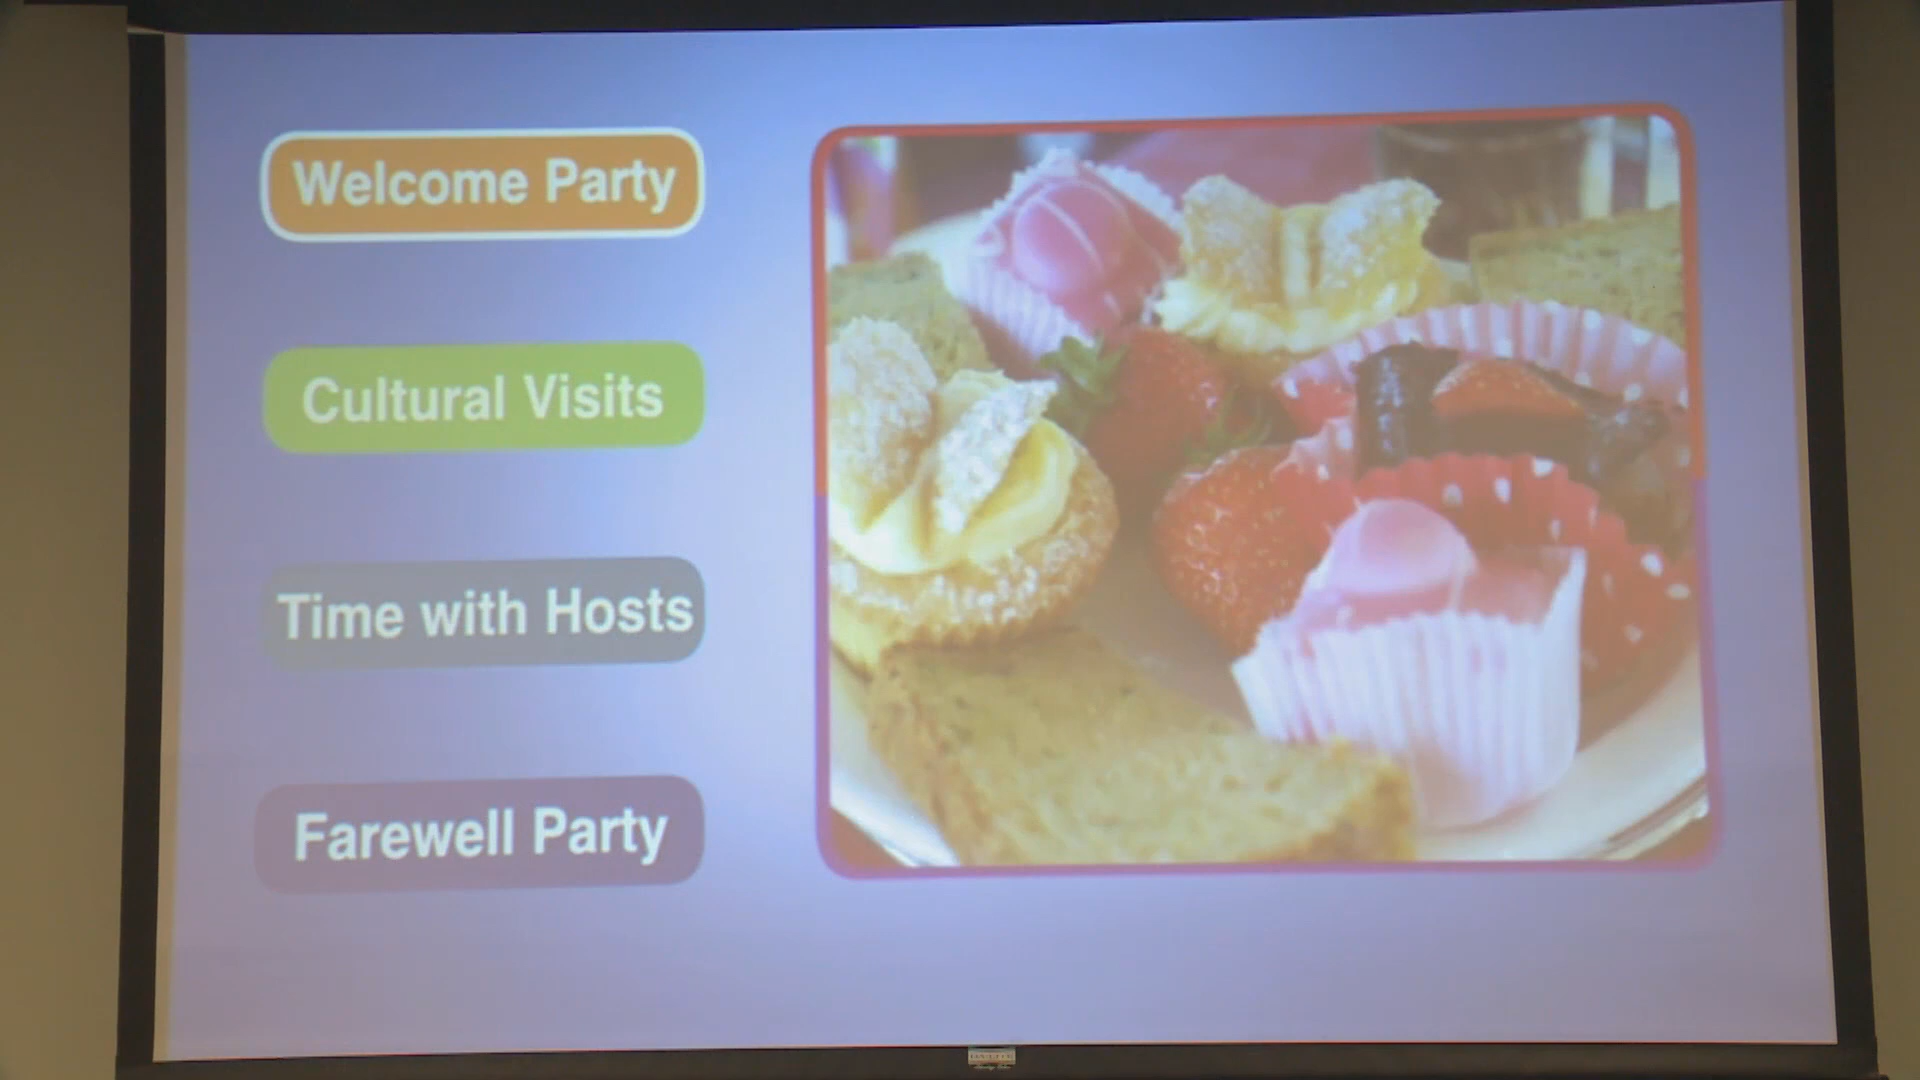 Welcome Party
Cultural Visits
Time with Hosts
Farewell Party